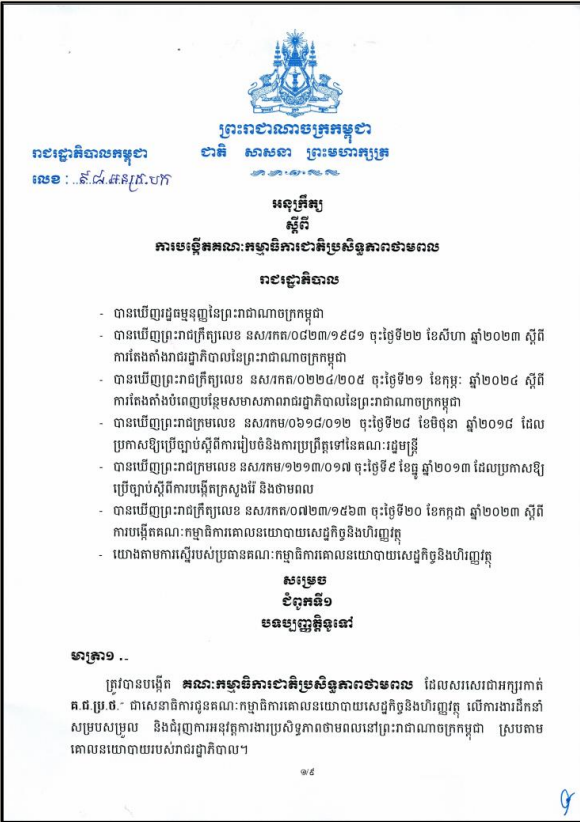 ព្រះរាជាណាចក្រកម្ពុជា
ជាតិ សាសនា ព្រះមហាក្សត្រ
រាជរដ្ឋាភិបាលកម្ពុជា
លេខ : ៩៨ អនក្រ.បក
អនុក្រឹត្យ
ស្តីពី
ការបង្កើតគណៈកម្មាធិការជាតិប្រសិទ្ធភាពថាមពល
រាជរដ្ឋាភិបាល
- បានឃើញរដ្ឋធម្មនុញ្ញនៃព្រះរាជាណាចក្រកម្ពុជា
- បានឃើញព្រះរាជក្រឹត្យលេខ នស/រកត/០៨២៣/១៩៨១ ចុះថ្ងៃទី២២ ខែសីហា ឆ្នាំ២០២៣ ស្តីពី
ការតែងតាំងរាជរដ្ឋាភិបាលនៃព្រះរាជាណាចក្រកម្ពុជា
- បានឃើញព្រះរាជក្រឹត្យលេខ នស/រកត/០២២៤/២០៥ ចុះថ្ងៃទី២១ ខែកុម្ភៈ ឆ្នាំ២០២៤ ស្តីពី
ការតែងតាំងបំពេញបន្ថែមសមាសភាពរាជរដ្ឋាភិបាលនៃព្រះរាជាណាចក្រកម្ពុជា
- បានឃើញព្រះរាជក្រមលេខ នស/រកម/០៦១៨/០១២ ចុះថ្ងៃទី២៨ ខែមិថុនា ឆ្នាំ២០១៨ ដែល
ប្រកាសឱ្យប្រើច្បាប់ស្តីពីការរៀបចំនិងការប្រព្រឹត្តទៅនៃគណៈរដ្ឋមន្ត្រី
- បានឃើញព្រះរាជក្រមលេខ នស/រកម/១២១៣/០១៧ ចុះថ្ងៃទី៩ ខែធ្នូ ឆ្នាំ២០១៣ ដែលប្រកាសឱ្យ
ប្រើច្បាប់ស្តីពីការបង្កើតក្រសួងរ៉ែ និងថាមពល
- បានឃើញព្រះរាជក្រឹត្យលេខ នស/រកត/០៧២៣/១៥៦៣ ចុះថ្ងៃទី២០ ខែកក្កដា ឆ្នាំ២០២៣ ស្តីពី
ការបង្កើតគណៈកម្មាធិការគោលនយោបាយសេដ្ឋកិច្ចនិងហិរញ្ញវត្ថុ
- យោងតាមការស្នើរបស់ប្រធានគណៈកម្មាធិការគោលនយោបាយសេដ្ឋកិច្ចនិងហិរញ្ញវត្ថុ
សម្រេច
ជំពូកទី១
បទប្បញ្ញត្តិទូទៅ
មាត្រា១ .-
ត្រូវបានបង្កើត គណៈកម្មាធិការជាតិប្រសិទ្ធភាពថាមពល ដែលសរសេរជាអក្សរកាត់
គ.ជ.ប្រ.ថ." ជាសេនាធិការជូនគណៈកម្មាធិការគោលនយោបាយសេដ្ឋកិច្ចនិងហិរញ្ញវត្ថុ លើការងារដឹកនាំ
សម្របសម្រួល និងជំរុញការអនុវត្តការងារប្រសិទ្ធភាពថាមពលនៅព្រះរាជាណាចក្រកម្ពុជា ស្របតាម
គោលនយោបាយរបស់រាជរដ្ឋាភិបាល។
១/៩